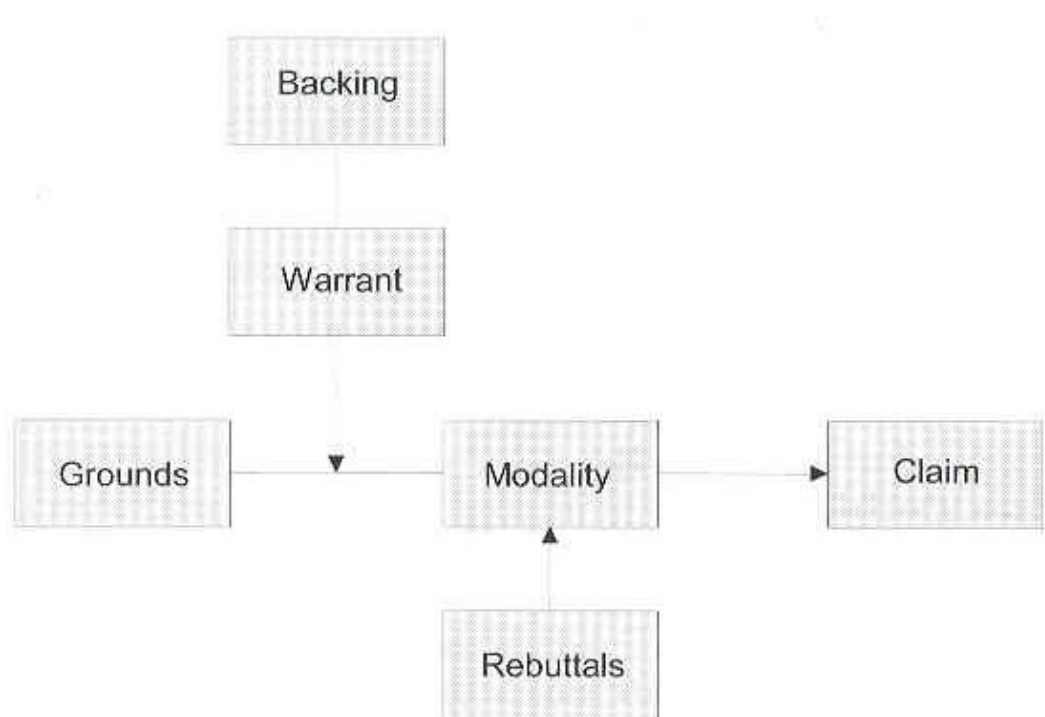 Backing
Warrant
Grounds
Modality
Claim
Rebuttals